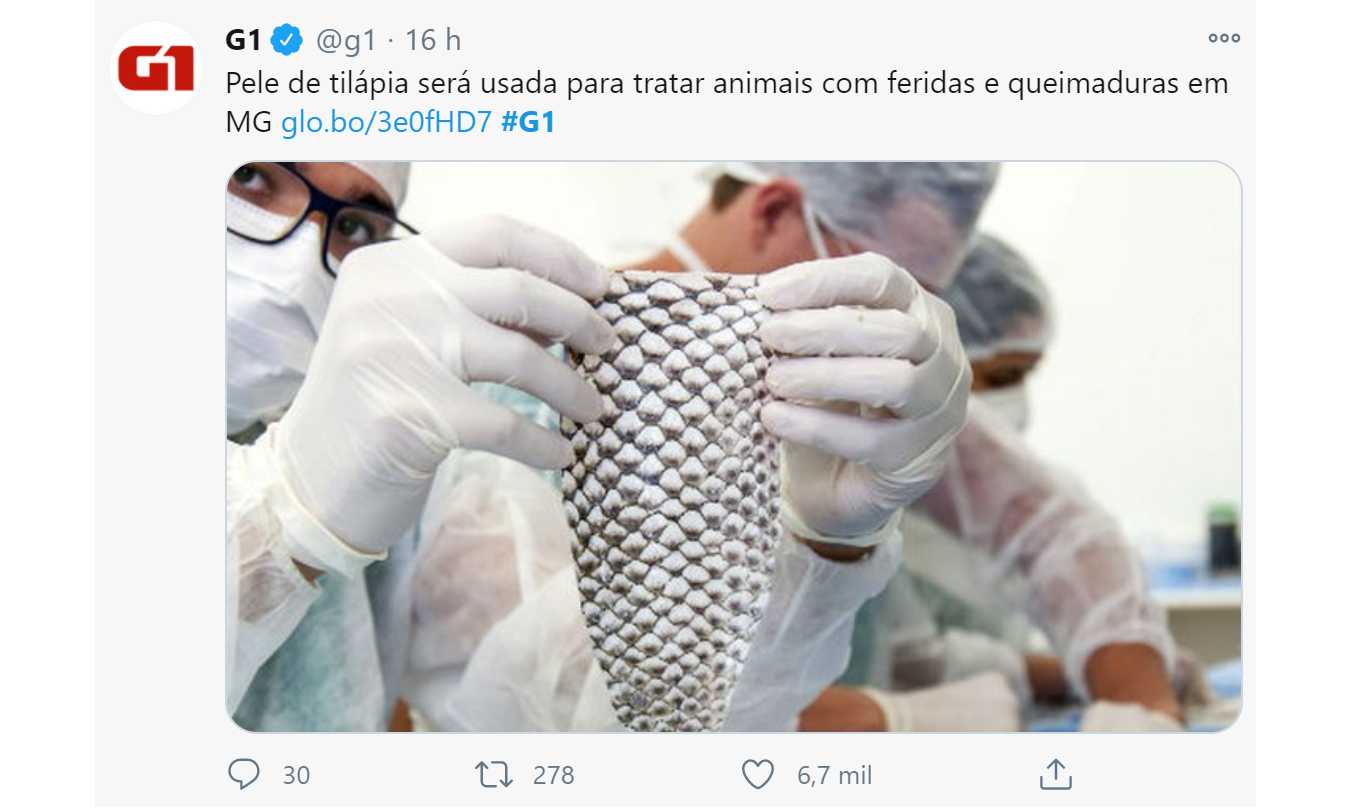 G1
G1 @g1 · 16 h
Pele de tilápia será usada para tratar animais com feridas e queimaduras em
MG glo.bo/3e0fHD7 #G1
30 278 6,7 mil